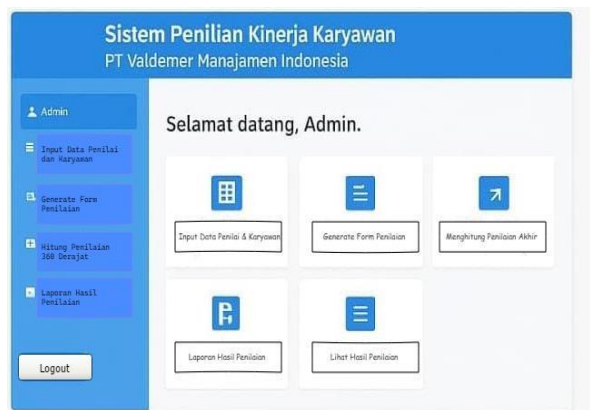 Sistem Penilian Kinerja Karyawan
PT Valdemer Manajamen Indonesia
Admin
Input Data Penilai
dan Karyawan
Generate Form
Penilaian
Hitung Penilaian
360 Derajat
Laporan Hasil
Penilaian
Logout
Selamat datang, Admin.
Input Data Penilai & Karyawan
Generate Form Penilaian
Menghitung Penilaian Akhir
Laporan Hasil Penilaian
Lihat Hasil Penilaian